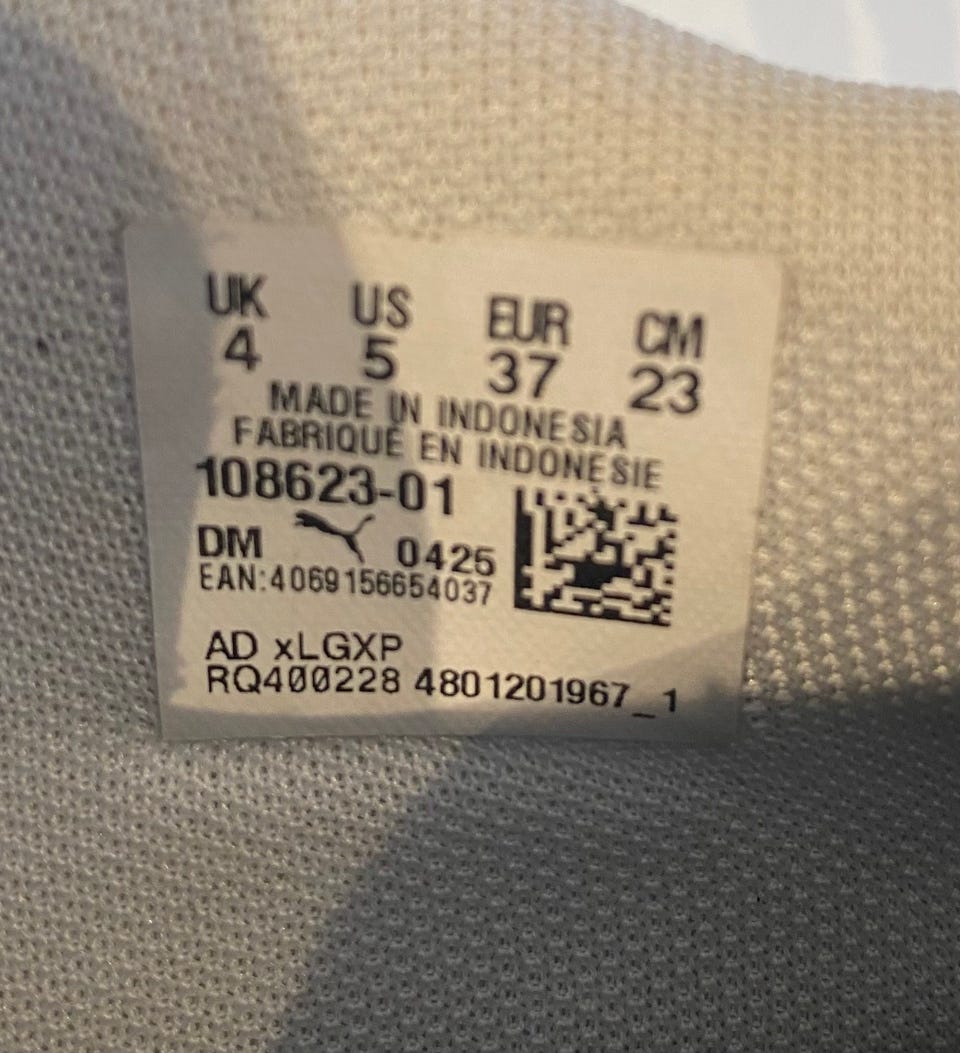 UK US EUR CM
4 5 37 23
MADE IN INDONESIA
FABRIQUÉ EN INDONESIE
108623-01
DM 0425
EAN:4069156654037
AD xLGXP
RQ400228 4801201967_1